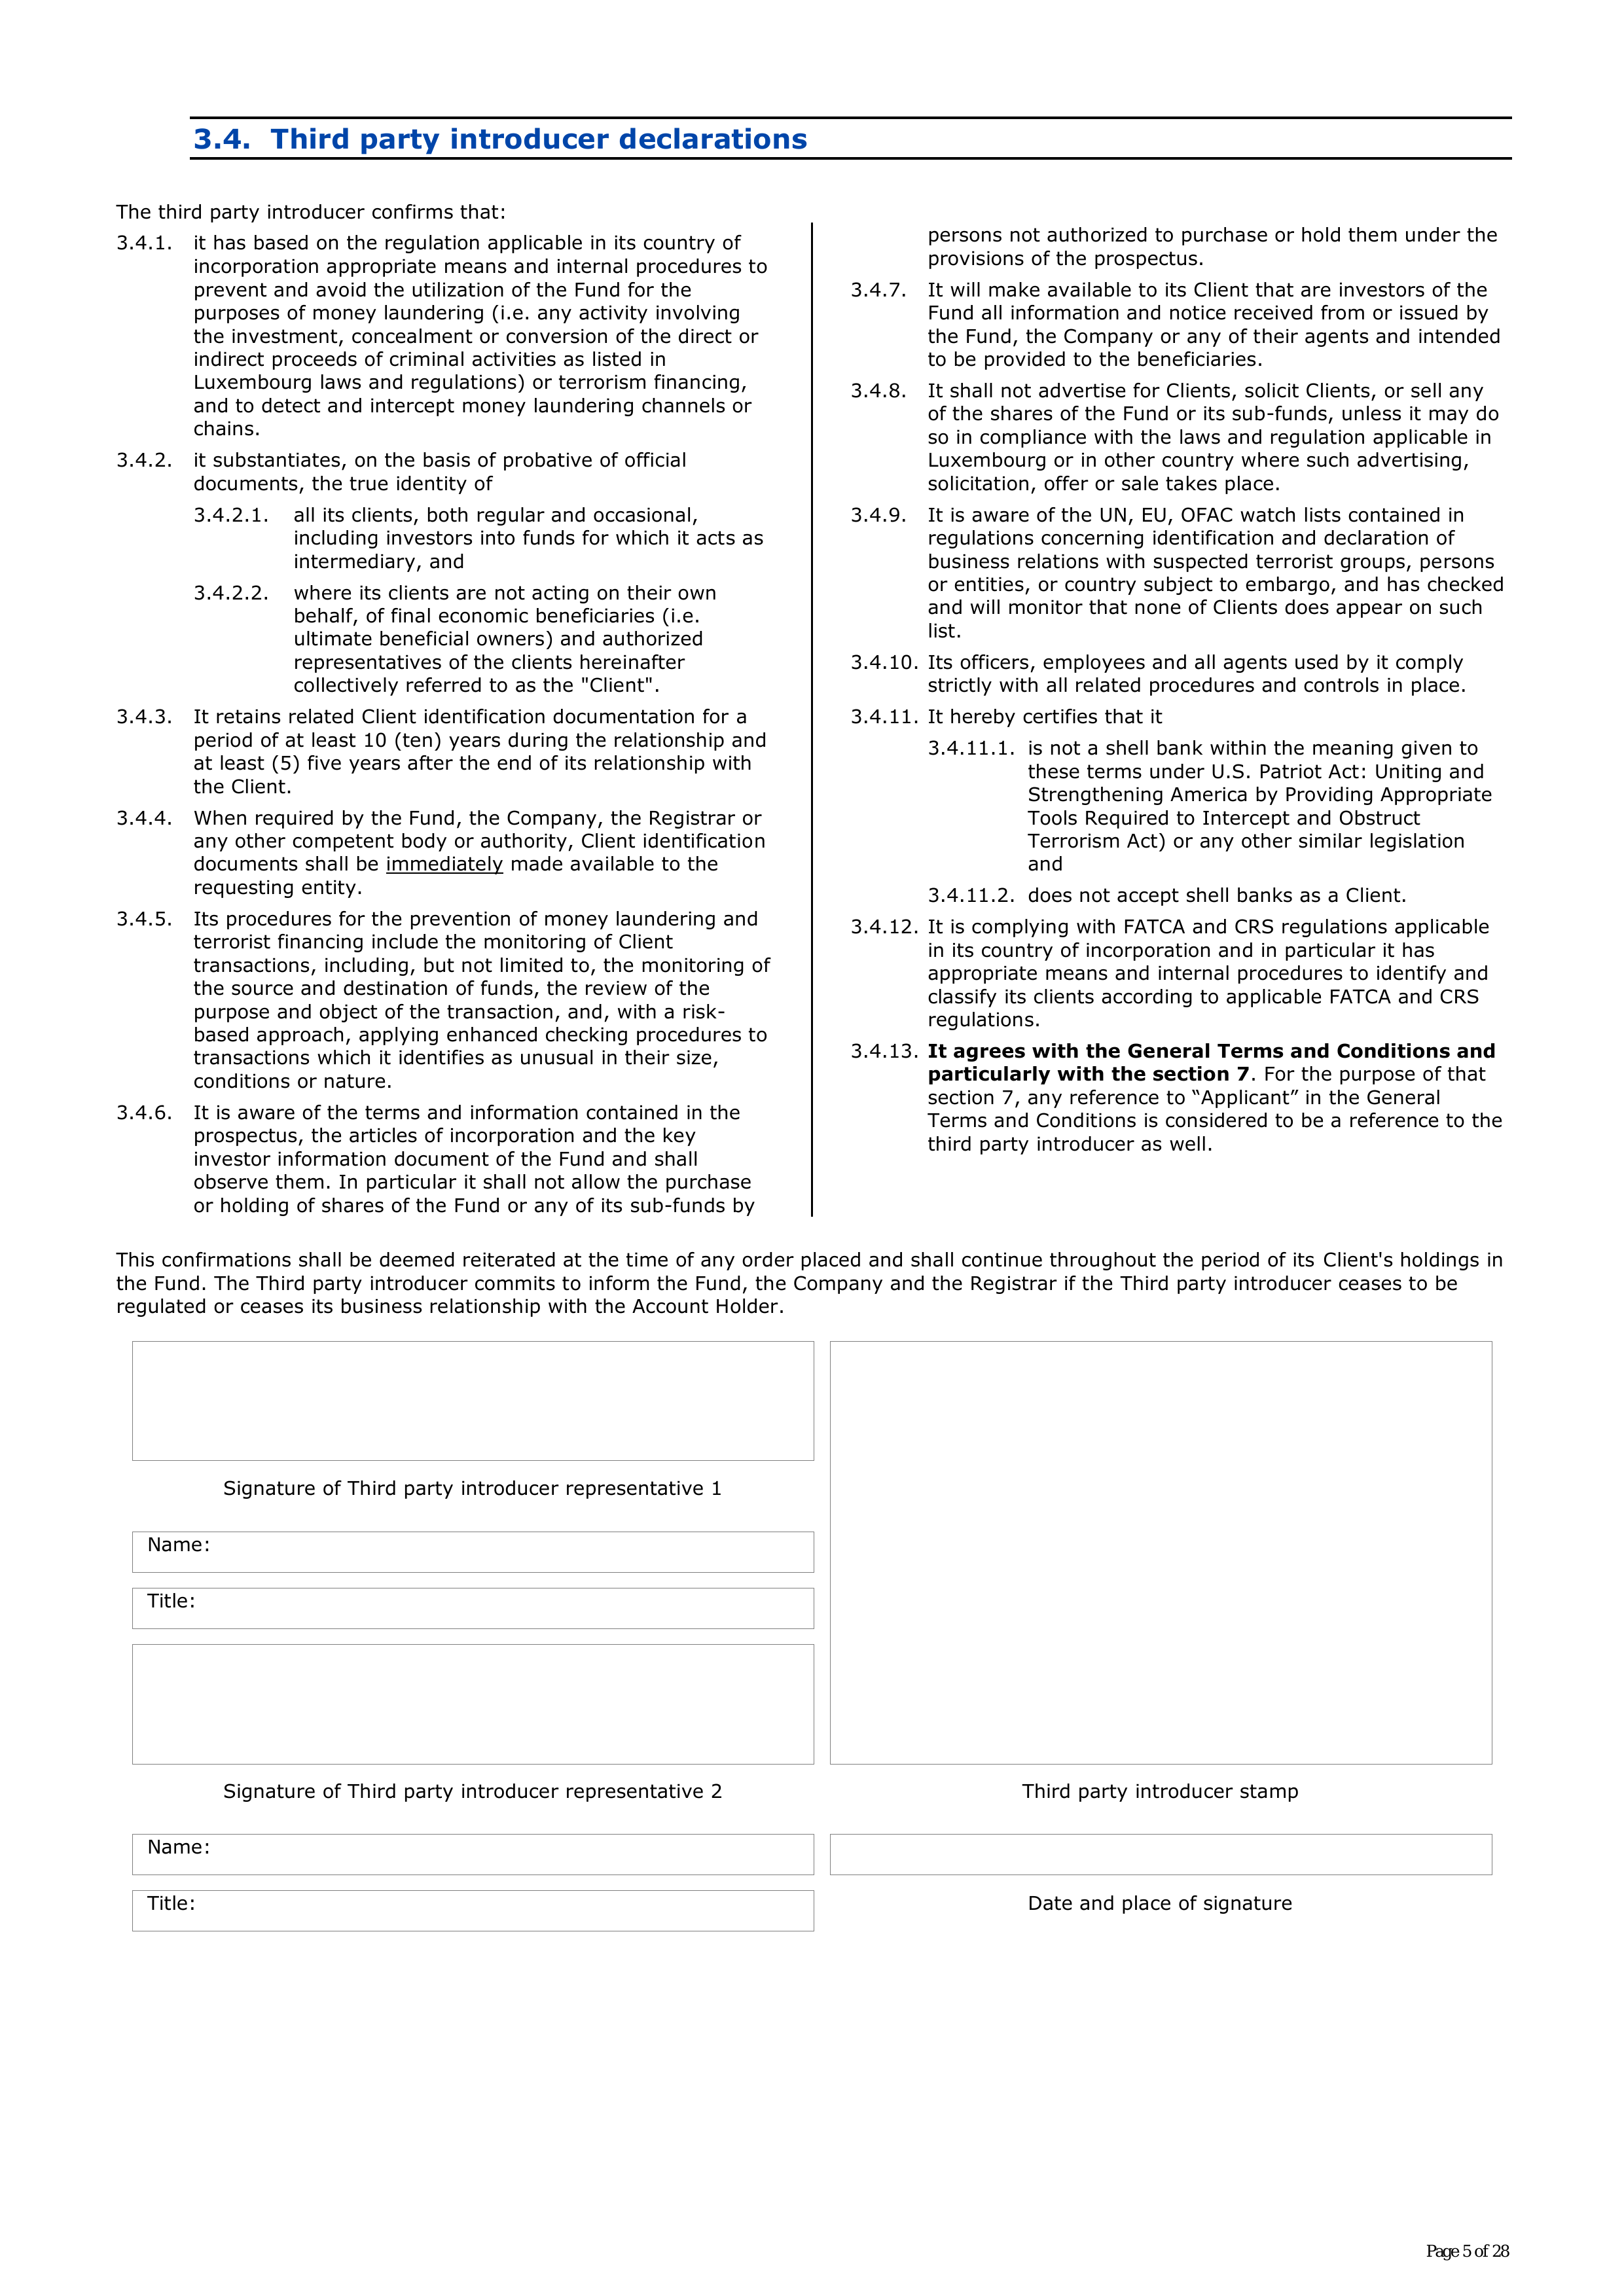 3.4. Third party introducer declarations
The third party introducer confirms that:
3.4.1. it has based on the regulation applicable in its country of
incorporation appropriate means and internal procedures to
prevent and avoid the utilization of the Fund for the
purposes of money laundering (i.e. any activity involving
the investment, concealment or conversion of the direct or
indirect proceeds of criminal activities as listed in
Luxembourg laws and regulations) or terrorism financing,
and to detect and intercept money laundering channels or
chains.
3.4.2. it substantiates, on the basis of probative of official
documents, the true identity of
3.4.2.1. all its clients, both regular and occasional,
including investors into funds for which it acts as
intermediary, and
3.4.2.2. where its clients are not acting on their own
behalf, of final economic beneficiaries (i.e.
ultimate beneficial owners) and authorized
representatives of the clients hereinafter
collectively referred to as the "Client".
3.4.3. It retains related Client identification documentation for a
period of at least 10 (ten) years during the relationship and
at least (5) five years after the end of its relationship with
the Client.
3.4.4. When required by the Fund, the Company, the Registrar or
any other competent body or authority, Client identification
documents shall be immediately made available to the
requesting entity.
3.4.5. Its procedures for the prevention of money laundering and
terrorist financing include the monitoring of Client
transactions, including, but not limited to, the monitoring of
the source and destination of funds, the review of the
purpose and object of the transaction, and, with a risk-
based approach, applying enhanced checking procedures to
transactions which it identifies as unusual in their size,
conditions or nature.
3.4.6. It is aware of the terms and information contained in the
prospectus, the articles of incorporation and the key
investor information document of the Fund and shall
observe them. In particular it shall not allow the purchase
or holding of shares of the Fund or any of its sub-funds by
persons not authorized to purchase or hold them under the
provisions of the prospectus.
3.4.7. It will make available to its Client that are investors of the
Fund all information and notice received from or issued by
the Fund, the Company or any of their agents and intended
to be provided to the beneficiaries.
3.4.8. It shall not advertise for Clients, solicit Clients, or sell any
of the shares of the Fund or its sub-funds, unless it may do
so in compliance with the laws and regulation applicable in
Luxembourg or in other country where such advertising,
solicitation, offer or sale takes place.
3.4.9. It is aware of the UN, EU, OFAC watch lists contained in
regulations concerning identification and declaration of
business relations with suspected terrorist groups, persons
or entities, or country subject to embargo, and has checked
and will monitor that none of Clients does appear on such
list.
3.4.10. Its officers, employees and all agents used by it comply
strictly with all related procedures and controls in place.
3.4.11. It hereby certifies that it
3.4.11.1. is not a shell bank within the meaning given to
these terms under U.S. Patriot Act: Uniting and
Strengthening America by Providing Appropriate
Tools Required to Intercept and Obstruct
Terrorism Act) or any other similar legislation
and
3.4.11.2. does not accept shell banks as a Client.
3.4.12. It is complying with FATCA and CRS regulations applicable
in its country of incorporation and in particular it has
appropriate means and internal procedures to identify and
classify its clients according to applicable FATCA and CRS
regulations.
3.4.13. It agrees with the General Terms and Conditions and
particularly with the section 7. For the purpose of that
section 7, any reference to “Applicant” in the General
Terms and Conditions is considered to be a reference to the
third party introducer as well.
This confirmations shall be deemed reiterated at the time of any order placed and shall continue throughout the period of its Client's holdings in
the Fund. The Third party introducer commits to inform the Fund, the Company and the Registrar if the Third party introducer ceases to be
regulated or ceases its business relationship with the Account Holder.
Signature of Third party introducer representative 1
Name:
Title:
Signature of Third party introducer representative 2
Third party introducer stamp
Name:
Title:
Date and place of signature
Page 5 of 28